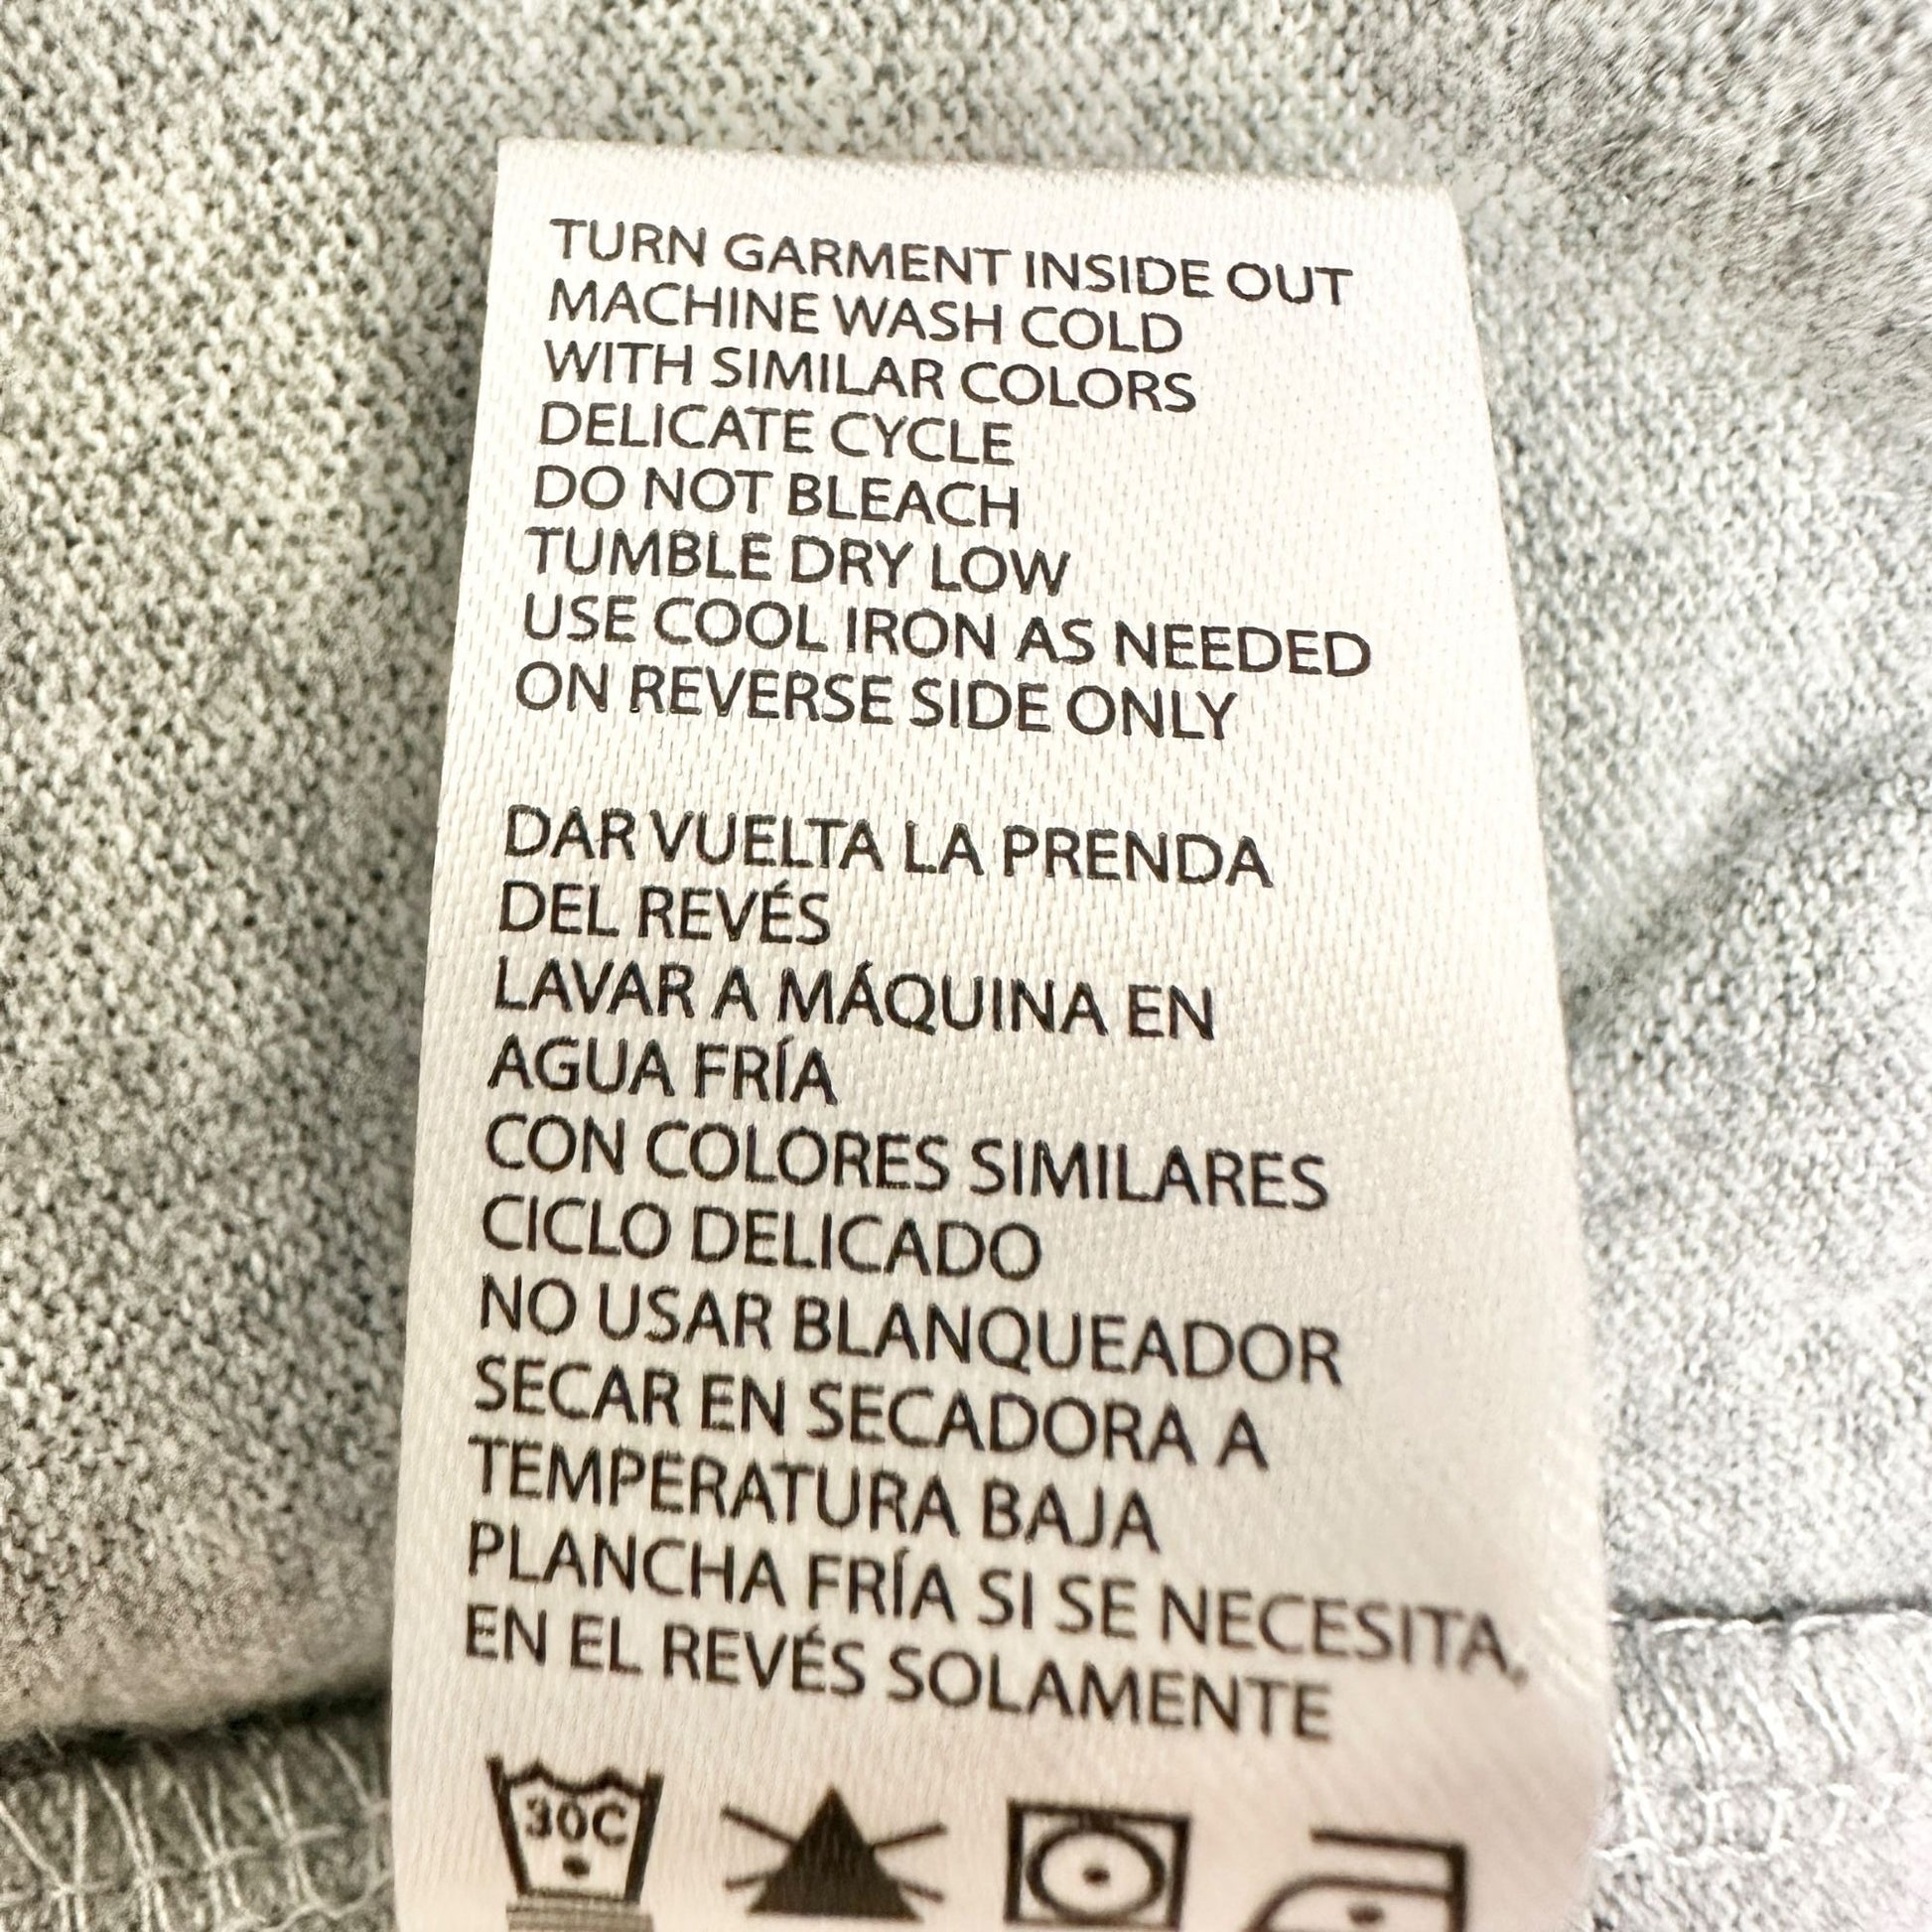 TURN GARMENT INSIDE OUT
MACHINE WASH COLD
WITH SIMILAR COLORS
DELICATE CYCLE
DO NOT BLEACH
TUMBLE DRY LOW
USE COOL IRON AS NEEDED
ON REVERSE SIDE ONLY
DAR VUELTA LA PRENDA
DEL REVÉS
LAVAR A MÁQUINA EN
AGUA FRÍA
CON COLORES SIMILARES
CICLO DELICADO
NO USAR BLANQUEADOR
SECAR EN SECADORA A
TEMPERATURA BAJA
PLANCHA FRÍA SI SE NECESITA,
EN EL REVÉS SOLAMENTE
30C